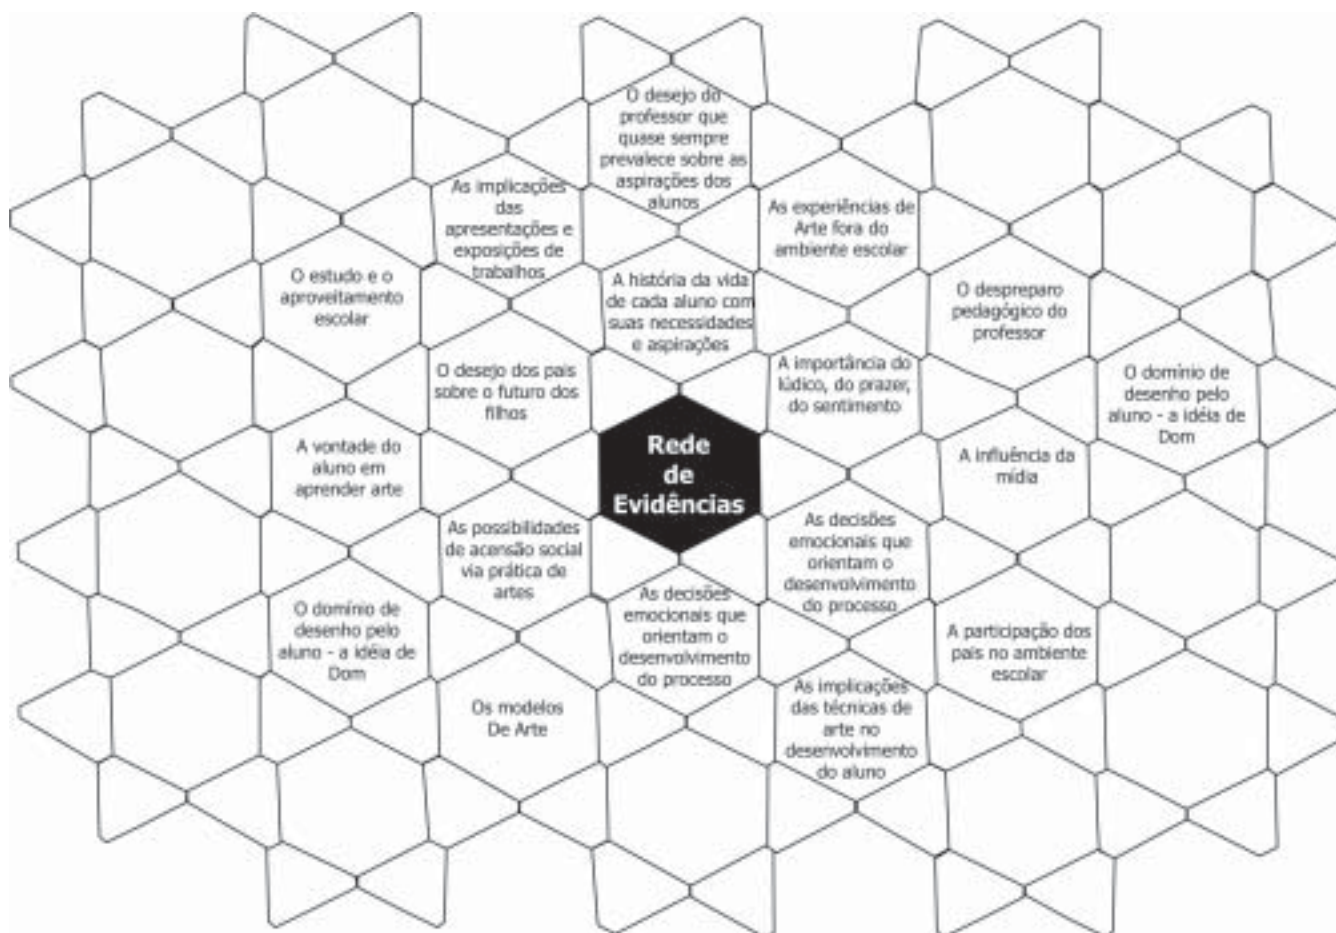 O desejo do
professor que
quase sempre
prevalece sobre as
aspirações dos
alunos
As implicações
das
apresentações e
exposições de
trabalhos
As experiências de
Arte fora do
ambiente escolar
O estudo e o
aproveitamento
escolar
A história da vida
de cada aluno com
suas necessidades
e aspirações
O despreparo
pedagógico do
professor
O desejo dos pais
sobre o futuro dos
filhos
A importância do
lúdico, do prazer,
do sentimento
O domínio de
desenho pelo
aluno - a idéia de
Dom
Rede
de
Evidências
A vontade do
aluno em
aprender arte
A influência da
mídia
As possibilidades
de acensão social
via prática de
artes
As decisões
emocionais que
orientam o
desenvolvimento
do processo
O domínio de
desenho pelo
aluno - a idéia de
Dom
As decisões
emocionais que
orientam o
desenvolvimento
do processo
A participação dos
pais no ambiente
escolar
Os modelos
De Arte
As implicações
das técnicas de
arte no
desenvolvimento
do aluno